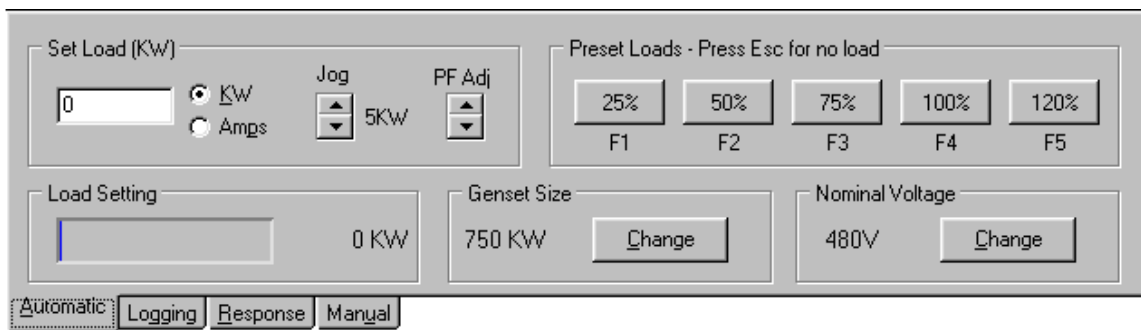 Set Load (KW)
0
KW
Amps
Jog
5KW
PF Adj
Preset Loads - Press Esc for no load
25% 50% 75% 100% 120%
F1 F2 F3 F4 F5
Load Setting
0 KW
Genset Size
750 KW Change
Nominal Voltage
480V Change
Automatic Logging Response Manual